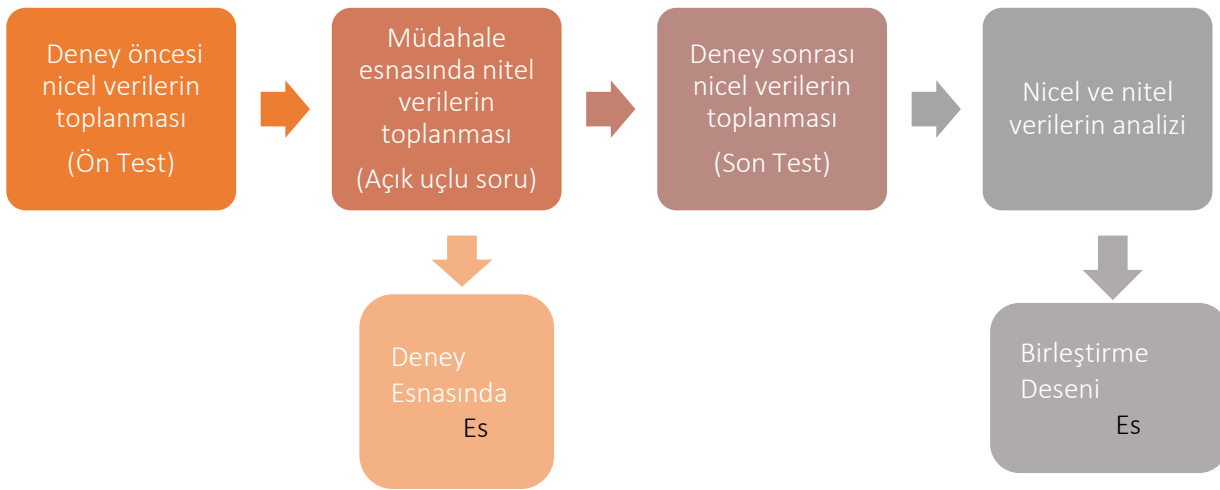 Deney öncesi
nicel verilerin
toplanması
(Ön Test)
Müdahale
esnasında nitel
verilerin
toplanması
(Açık uçlu soru)
Deney sonrası
nicel verilerin
toplanması
(Son Test)
Nicel ve nitel
verilerin analizi
Deney
Esnasında
Es
Birleştirme
Deseni
Es